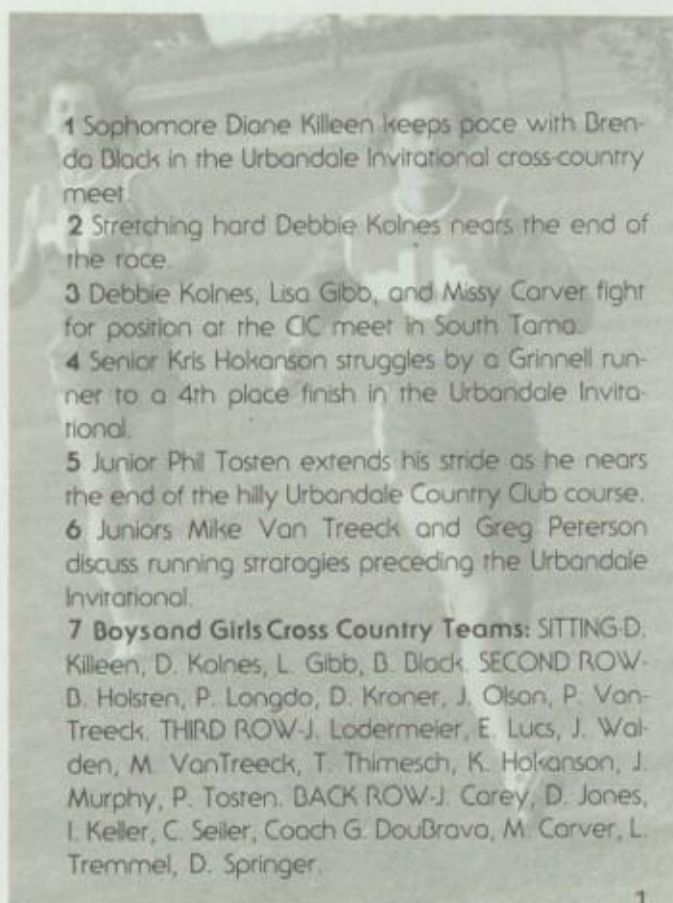 1 Sophomore Diane Killeen keeps pace with Bren-
da Black in the Urbandale Invitational cross-country
meet.
2 Stretching hard Debbie Kolnes nears the end of
the race.
3 Debbie Kolnes, Lisa Gibb, and Missy Carver fight
for position at the CIC meet in South Tama.
4 Senior Kris Hokanson struggles by a Grinnell run-
ner to a 4th place finish in the Urbandale Invita-
tional.
5 Junior Phil Tosten extends his stride as he nears
the end of the hilly Urbandale Country Club course.
6 Juniors Mike Van Treeck and Greg Peterson
discuss running stratagies preceding the Urbandale
Invitational.
7 Boys and Girls Cross Country Teams: SITTING-D.
Killeen, D. Kolnes, L. Gibb, B. Black. SECOND ROW-
B. Holsten, P. Longdo, D. Kroner, J. Olson, P. Van-
Treeck. THIRD ROW-J. Lodermeier, E. Lucs, J. Wal-
den, M. VanTreeck, T. Thimesch, K. Hokanson, J.
Murphy, P. Tosten. BACK ROW-J. Carey, D. Jones,
I. Keller, C. Seiler, Coach G. DouBrava, M. Carver, L.
Tremmel, D. Springer.
1